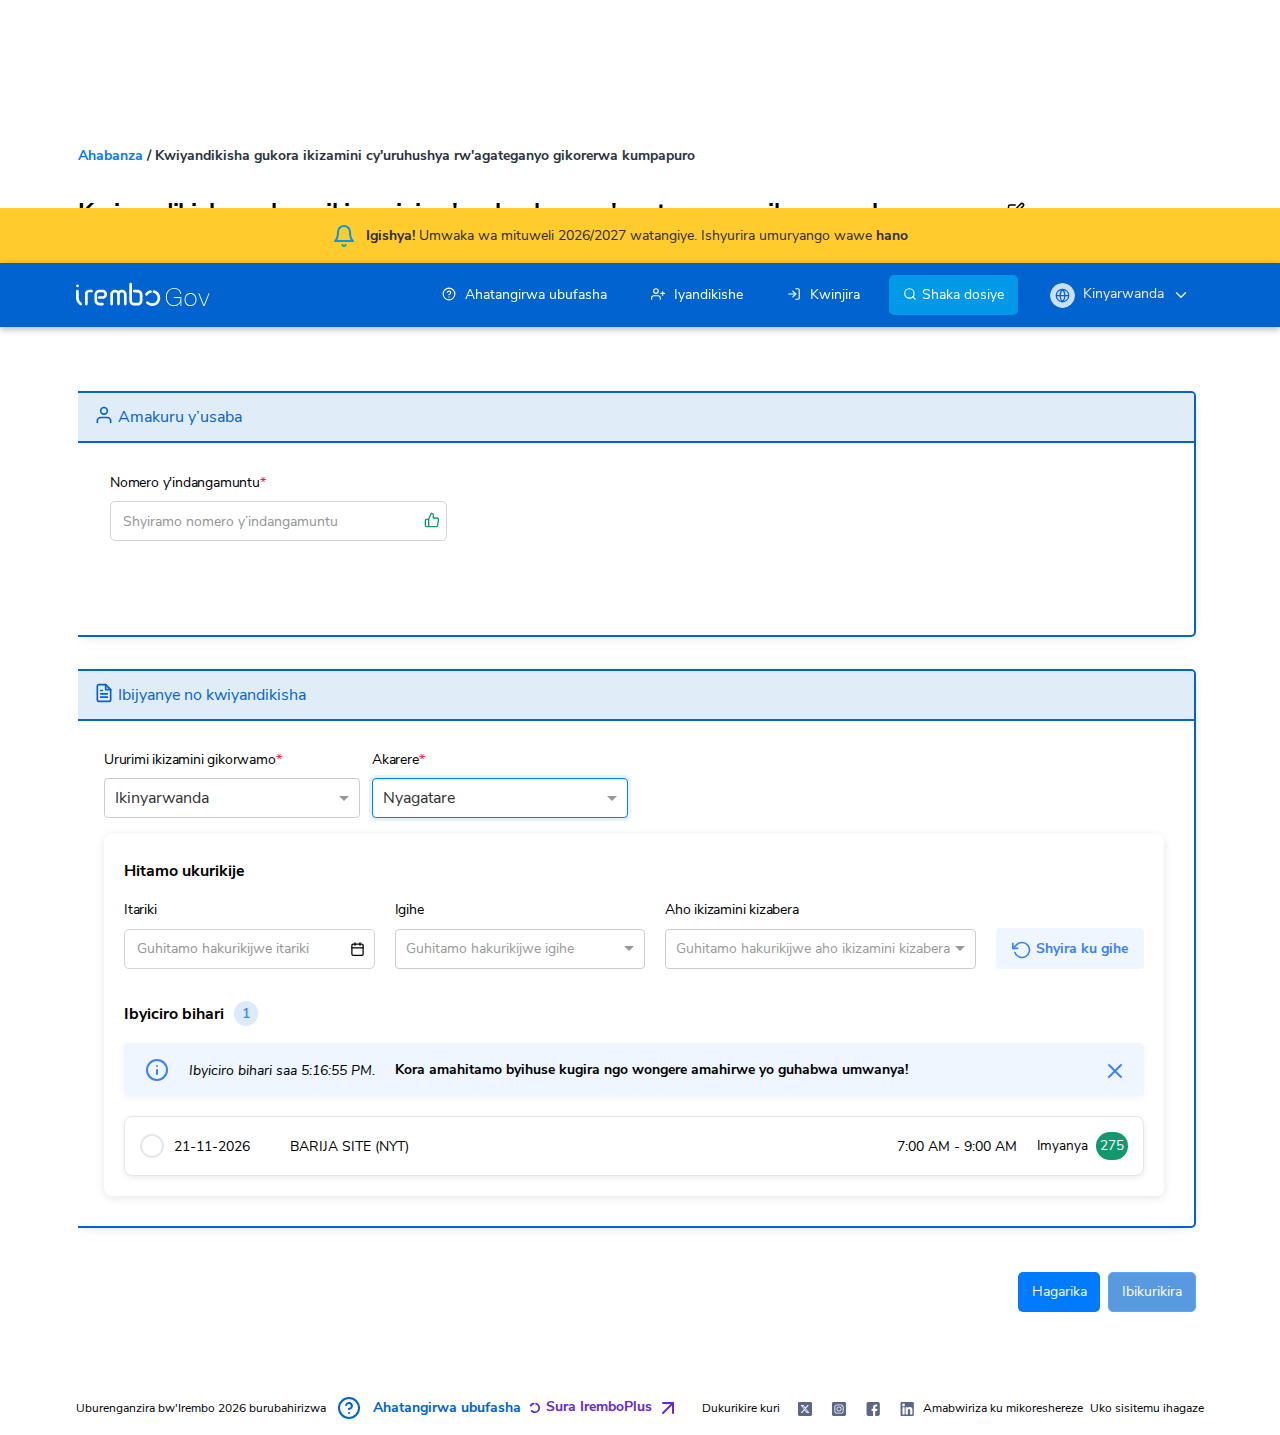 Ahabanza / Kwiyandikisha gukora ikizamini cy'uruhushya rw'agateganyo gikorerwa kumpapuro
Igishya! Umwaka wa mituweli 2026/2027 watangiye. Ishyurira umuryango wawe hano
irembo Gov
Ahatangirwa ubufasha
Iyandikishe
Kwinjira
Shaka dosiye
Kinyarwanda
Amakuru y’usaba
Nomero y’indangamuntu*
Shyiramo nomero y’indangamuntu
Ibijyanye no kwiyandikisha
Ururimi ikizamini gikorwamo* Akarere*
Ikinyarwanda Nyagatare
Hitamo ukurikije
Itariki Igihe Aho ikizamini kizabera
Guhitamo hakurikijwe itariki Guhitamo hakurikijwe igihe Guhitamo hakurikijwe aho ikizamini kizabera Shyira ku gihe
Ibyiciro bihari 1
Ibyiciro bihari saa 5:16:55 PM. Kora amahitamo byihuse kugira ngo wongere amahirwe yo guhabwa umwanya!
21-11-2026 BARIJA SITE (NYT) 7:00 AM - 9:00 AM Imyanya 275
Hagarika Ibikurikira
Uburenganzira bw'Irembo 2026 burubahirizwa Ahatangirwa ubufasha Sura IremboPlus Dukurikire kuri Amabwiriza ku mikoreshereze Uko sisitemu ihagaze